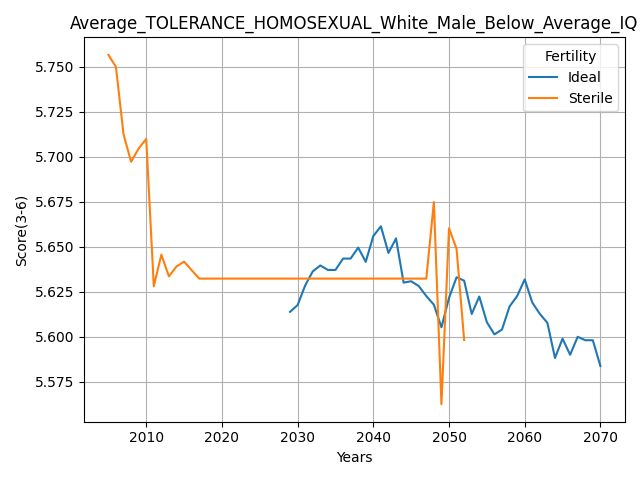 Average_TOLERANCE_HOMOSEXUAL_White_Male_Below_Average_IQ
Fertility
Ideal
Sterile
Score(3-6)
5.750
5.725
5.700
5.675
5.650
5.625
5.600
5.575
2010 2020 2030 2040 2050 2060 2070
Years